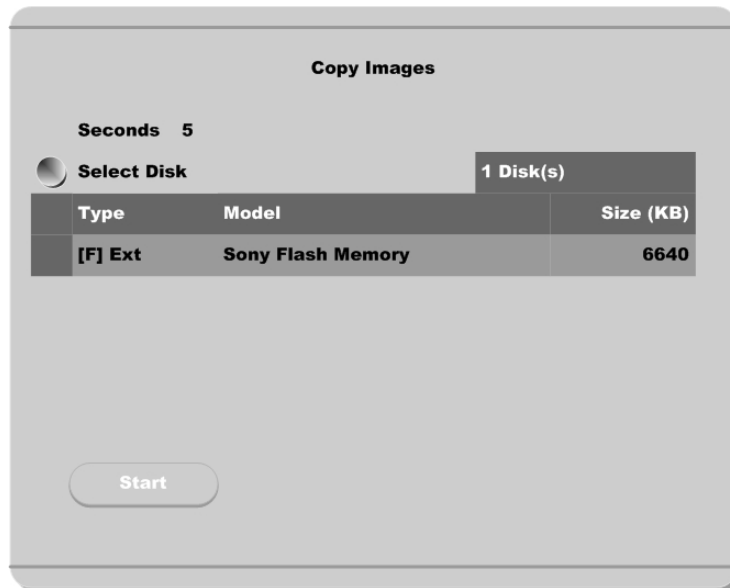 Copy Images
Seconds 5
Select Disk 1 Disk(s)
Type Model Size (KB)
[F] Ext Sony Flash Memory 6640
Start